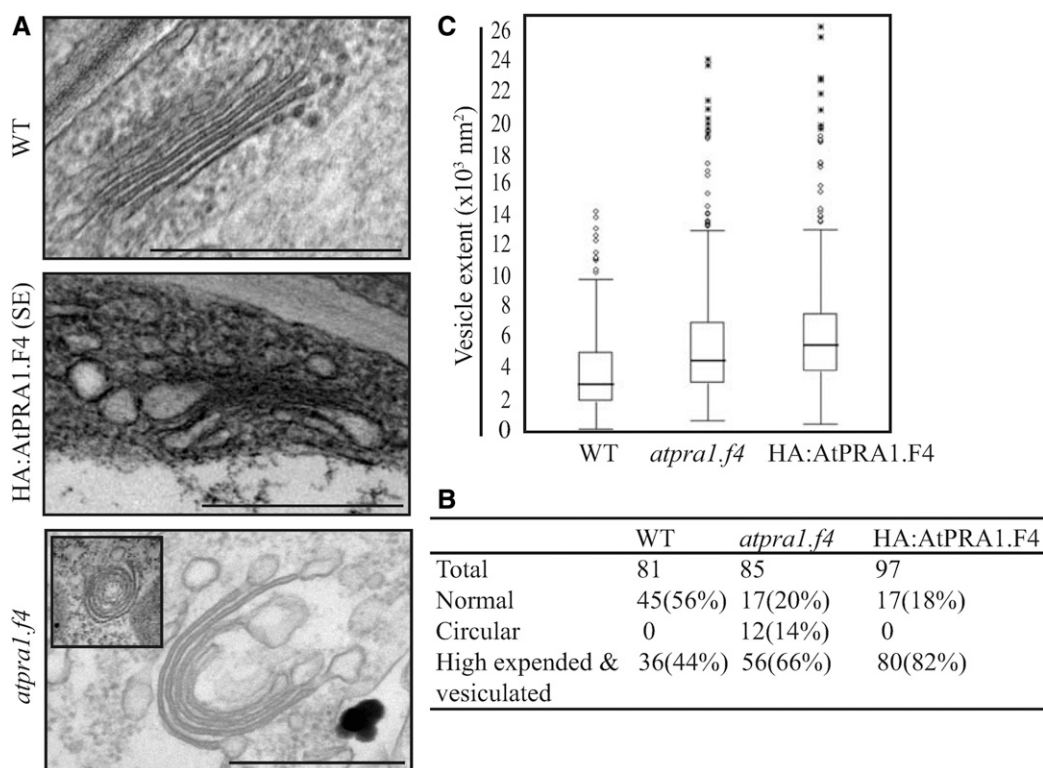 A
WT
HA:AtPRA1.F4 (SE)
atpra1.f4
C
Vesicle extent (x10³ nm²)
26
24
22
20
18
16
14
12
10
8
6
4
2
0
WT atpra1.f4 HA:AtPRA1.F4
B
WT atpra1.f4 HA:AtPRA1.F4
Total 81 85 97
Normal 45(56%) 17(20%) 17(18%)
Circular 0 12(14%) 0
High expended & 36(44%) 56(66%) 80(82%)
vesiculated